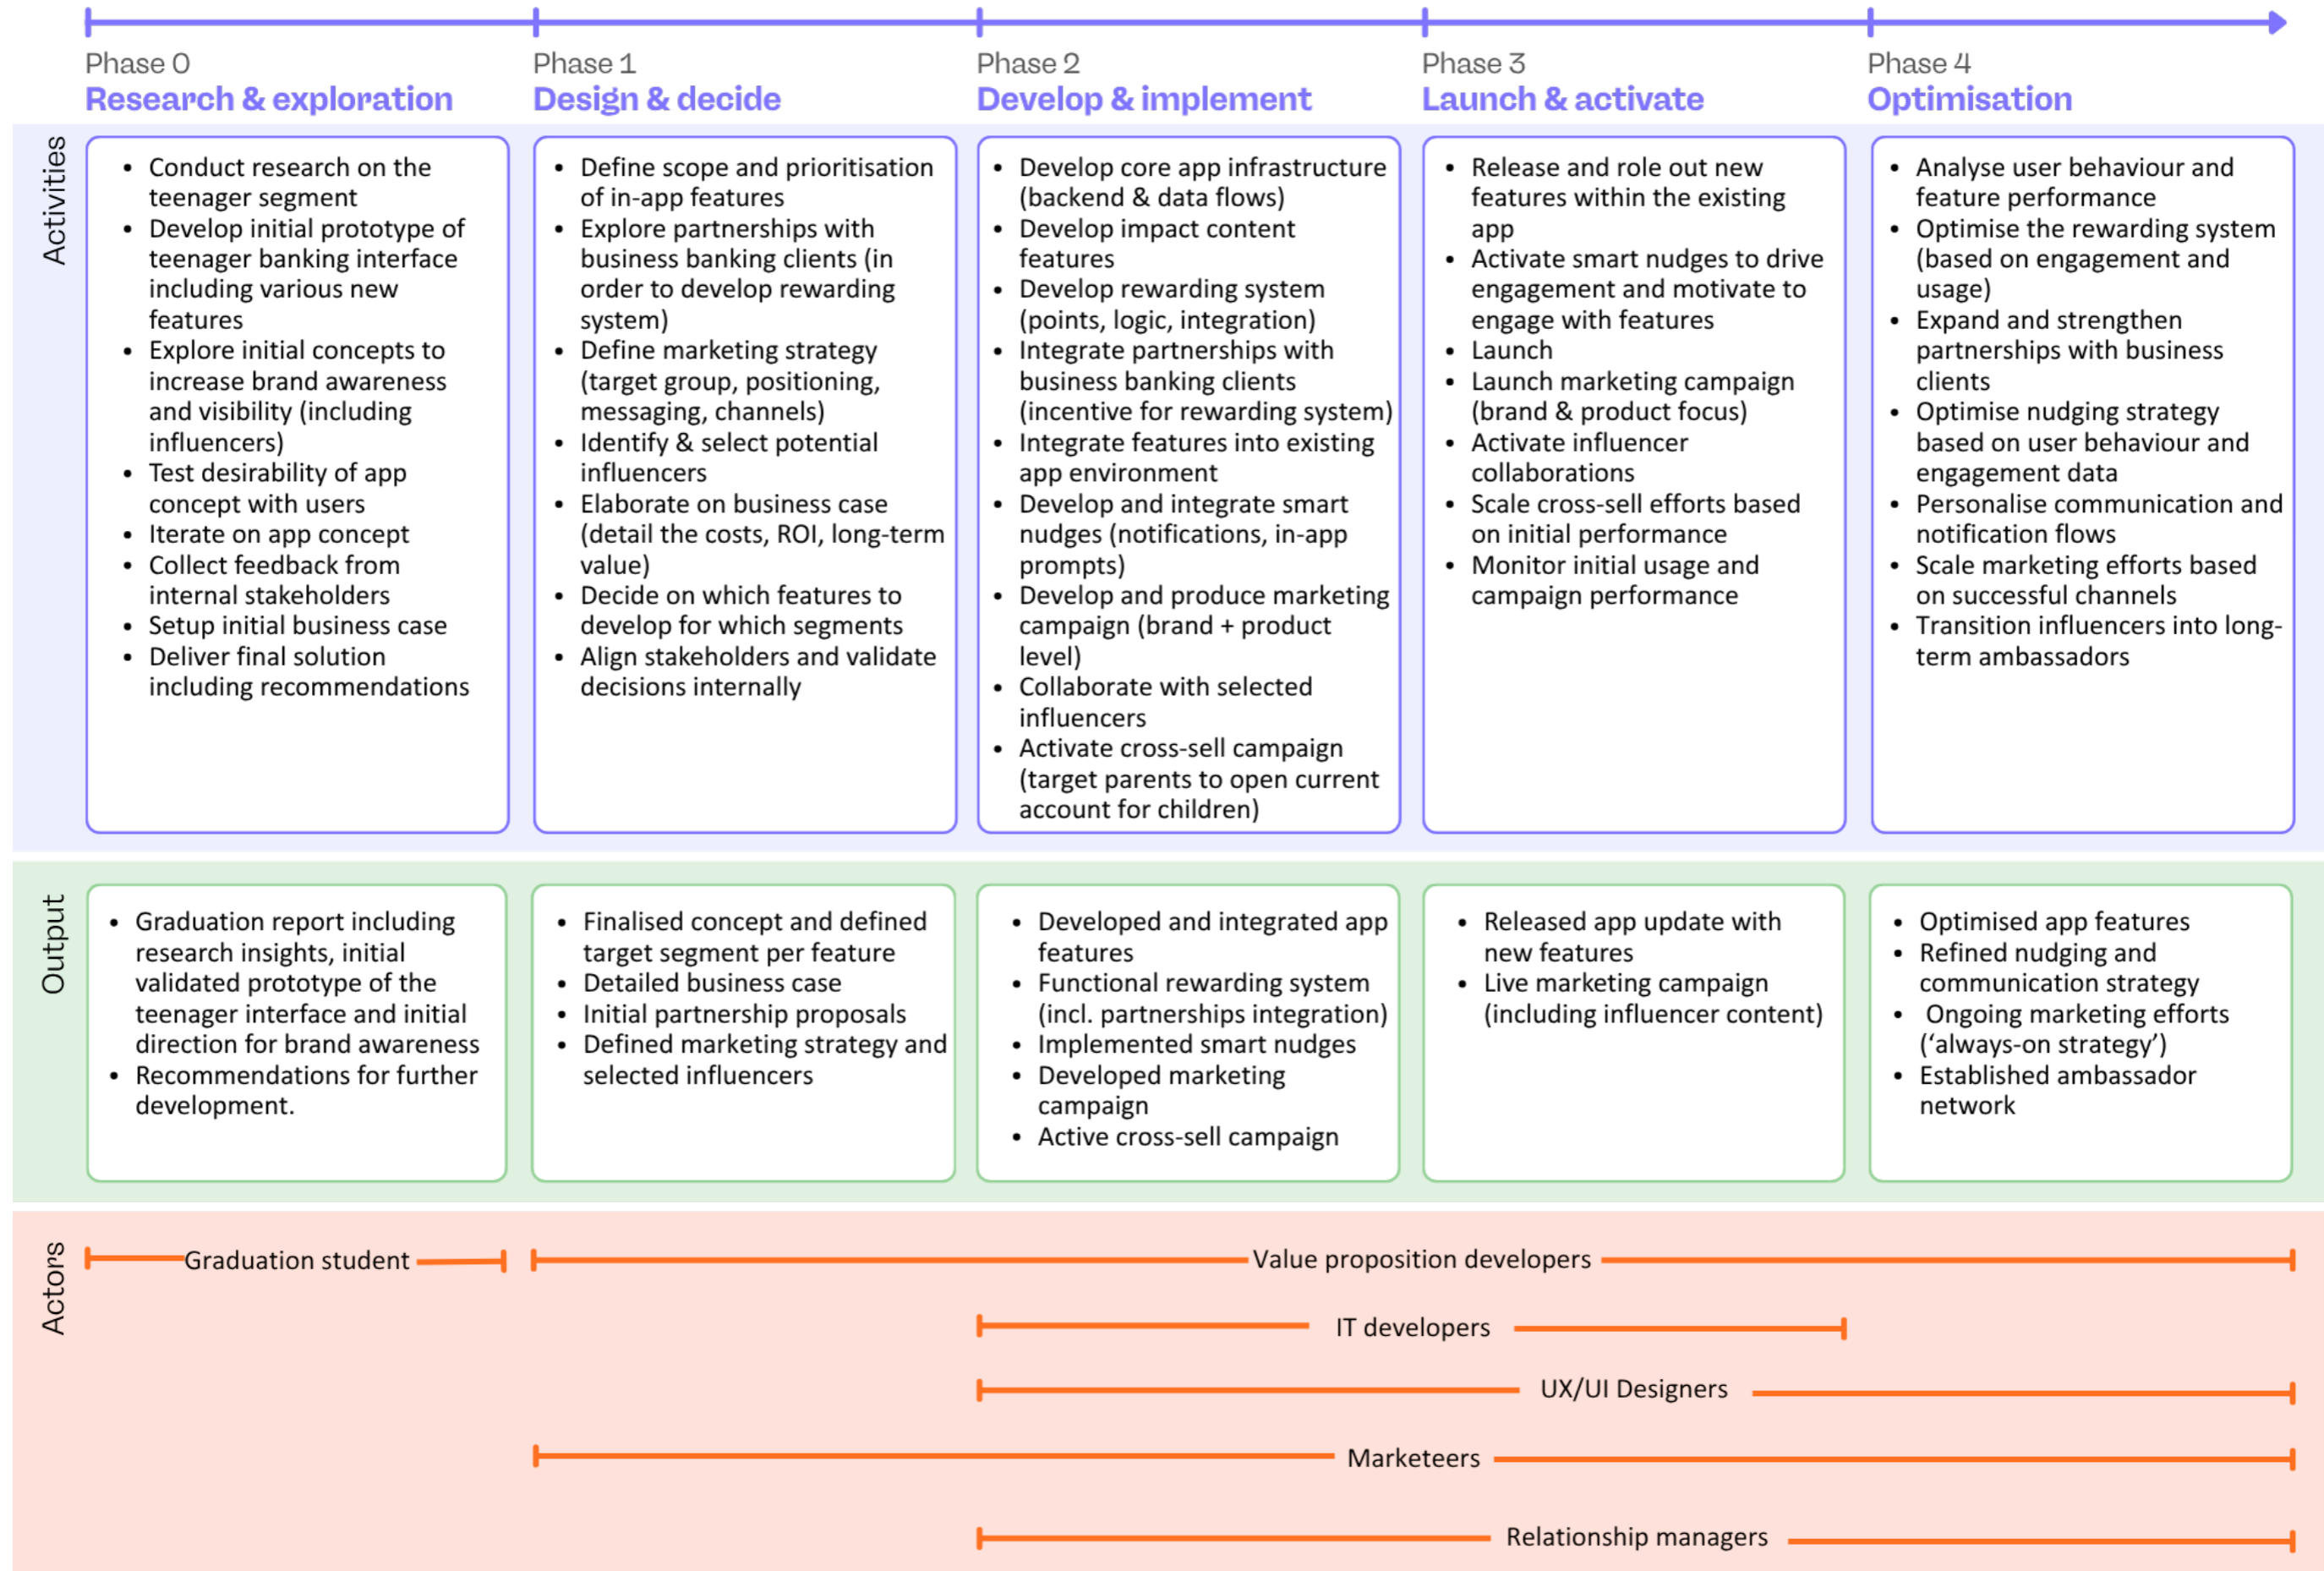 Phase 0
Research & exploration
Phase 1
Design & decide
Phase 2
Develop & implement
Phase 3
Launch & activate
Phase 4
Optimisation
Activities
• Conduct research on the
teenager segment
• Develop initial prototype of
teenager banking interface
including various new
features
• Explore initial concepts to
increase brand awareness
and visibility (including
influencers)
• Test desirability of app
concept with users
• Iterate on app concept
• Collect feedback from
internal stakeholders
• Setup initial business case
• Deliver final solution
including recommendations
• Define scope and prioritisation
of in-app features
• Explore partnerships with
business banking clients (in
order to develop rewarding
system)
• Define marketing strategy
(target group, positioning,
messaging, channels)
• Identify & select potential
influencers
• Elaborate on business case
(detail the costs, ROI, long-term
value)
• Decide on which features to
develop for which segments
• Align stakeholders and validate
decisions internally
• Develop core app infrastructure
(backend & data flows)
• Develop impact content
features
• Develop rewarding system
(points, logic, integration)
• Integrate partnerships with
business banking clients
(incentive for rewarding system)
• Integrate features into existing
app environment
• Develop and integrate smart
nudges (notifications, in-app
prompts)
• Develop and produce marketing
campaign (brand + product
level)
• Collaborate with selected
influencers
• Activate cross-sell campaign
(target parents to open current
account for children)
• Release and role out new
features within the existing
app
• Activate smart nudges to drive
engagement and motivate to
engage with features
• Launch
• Launch marketing campaign
(brand & product focus)
• Activate influencer
collaborations
• Scale cross-sell efforts based
on initial performance
• Monitor initial usage and
campaign performance
• Analyse user behaviour and
feature performance
• Optimise the rewarding system
(based on engagement and
usage)
• Expand and strengthen
partnerships with business
clients
• Optimise nudging strategy
based on user behaviour and
engagement data
• Personalise communication and
notification flows
• Scale marketing efforts based
on successful channels
• Transition influencers into long-
term ambassadors
Output
• Graduation report including
research insights, initial
validated prototype of the
teenager interface and initial
direction for brand awareness
• Recommendations for further
development.
• Finalised concept and defined
target segment per feature
• Detailed business case
• Initial partnership proposals
• Defined marketing strategy and
selected influencers
• Developed and integrated app
features
• Functional rewarding system
(incl. partnerships integration)
• Implemented smart nudges
• Developed marketing
campaign
• Active cross-sell campaign
• Released app update with
new features
• Live marketing campaign
(including influencer content)
• Optimised app features
• Refined nudging and
communication strategy
• Ongoing marketing efforts
(‘always-on strategy’)
• Established ambassador
network
Actors
Graduation student
Value proposition developers
IT developers
UX/UI Designers
Marketeers
Relationship managers